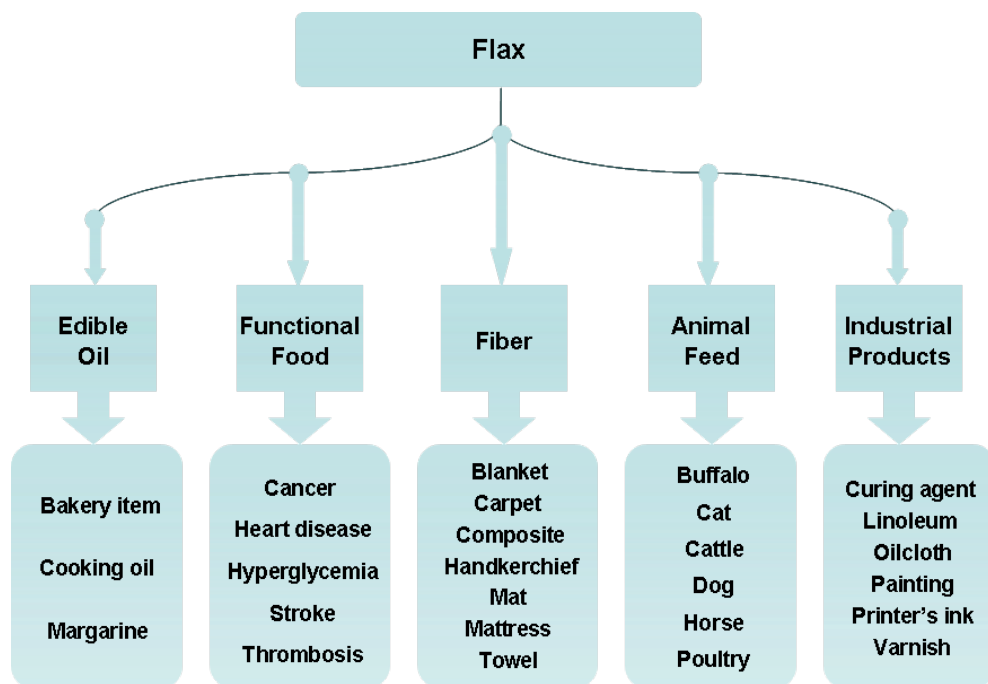 Flax
Edible
Oil
Functional
Food
Fiber
Animal
Feed
Industrial
Products
Bakery item
Cooking oil
Margarine
Cancer
Heart disease
Hyperglycemia
Stroke
Thrombosis
Blanket
Carpet
Composite
Handkerchief
Mat
Mattress
Towel
Buffalo
Cat
Cattle
Dog
Horse
Poultry
Curing agent
Linoleum
Oilcloth
Painting
Printer's ink
Varnish